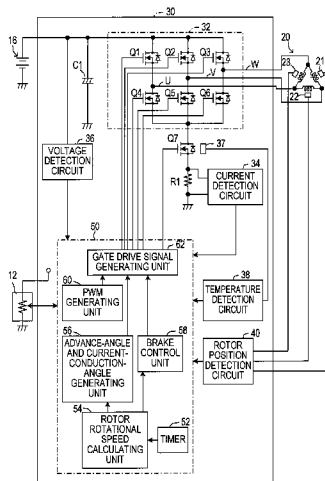 30
32
16
Q1
Q2
Q3
20
W
23
21
V
C1
U
Q4
Q5
Q6
22
36
Q7
37
VOLTAGE
DETECTION
CIRCUIT
34
R1
CURRENT
DETECTION
CIRCUIT
50
62
GATE DRIVE SIGNAL
GENERATING UNIT
12
60
38
PWM
GENERATING
UNIT
TEMPERATURE
DETECTION
CIRCUIT
56
58
40
ADVANCE-ANGLE
AND CURRENT-
CONDUCTION-
ANGLE GENERATING
UNIT
BRAKE
CONTROL
UNIT
ROTOR
POSITION
DETECTION
CIRCUIT
54
52
ROTOR
ROTATIONAL
SPEED
CALCULATING
UNIT
TIMER